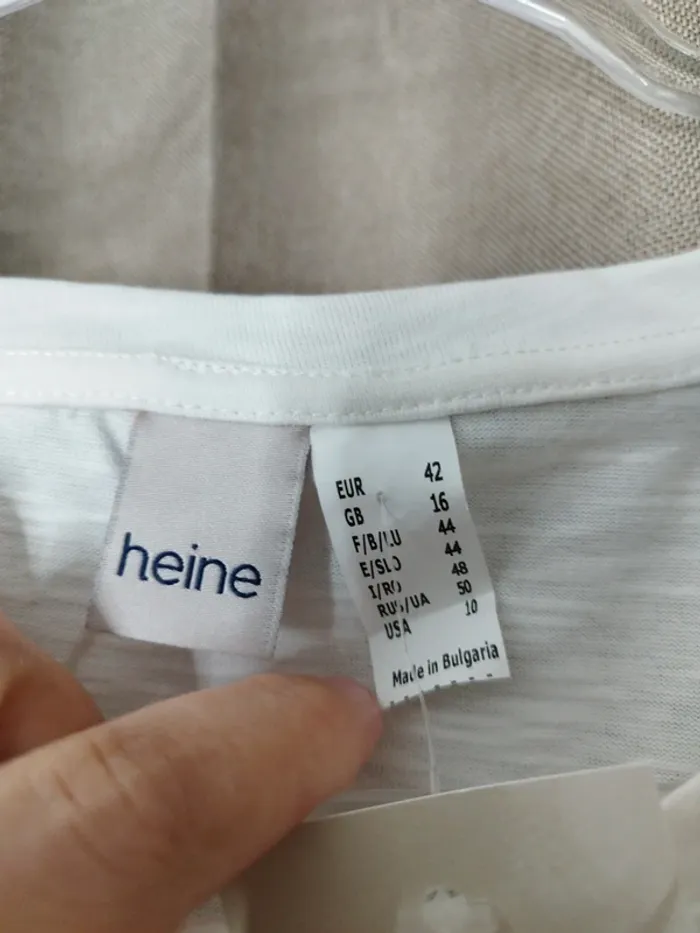 heine
EUR 42
GB 16
F/B/LU 44
E/SLO 44
I/RO 48
RUS/UA 50
USA 10
Made in Bulgaria